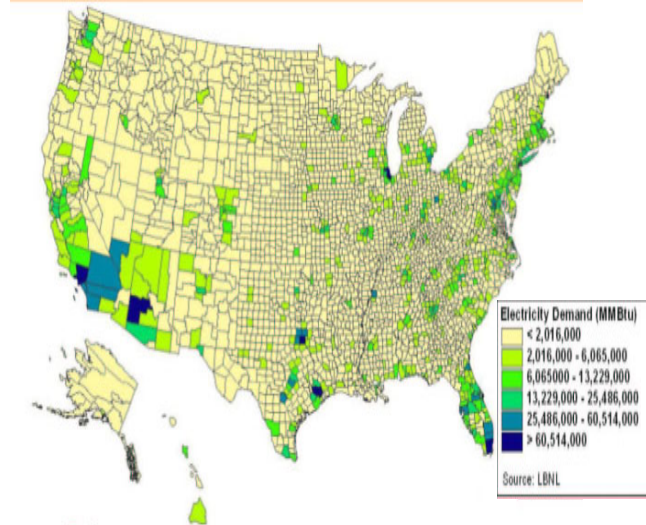 Electricity Demand (MMBtu)
< 2,016,000
2,016,000 - 6,065,000
6,065000 - 13,229,000
13,229,000 - 25,486,000
25,486,000 - 60,514,000
> 60,514,000
Source: LBNL